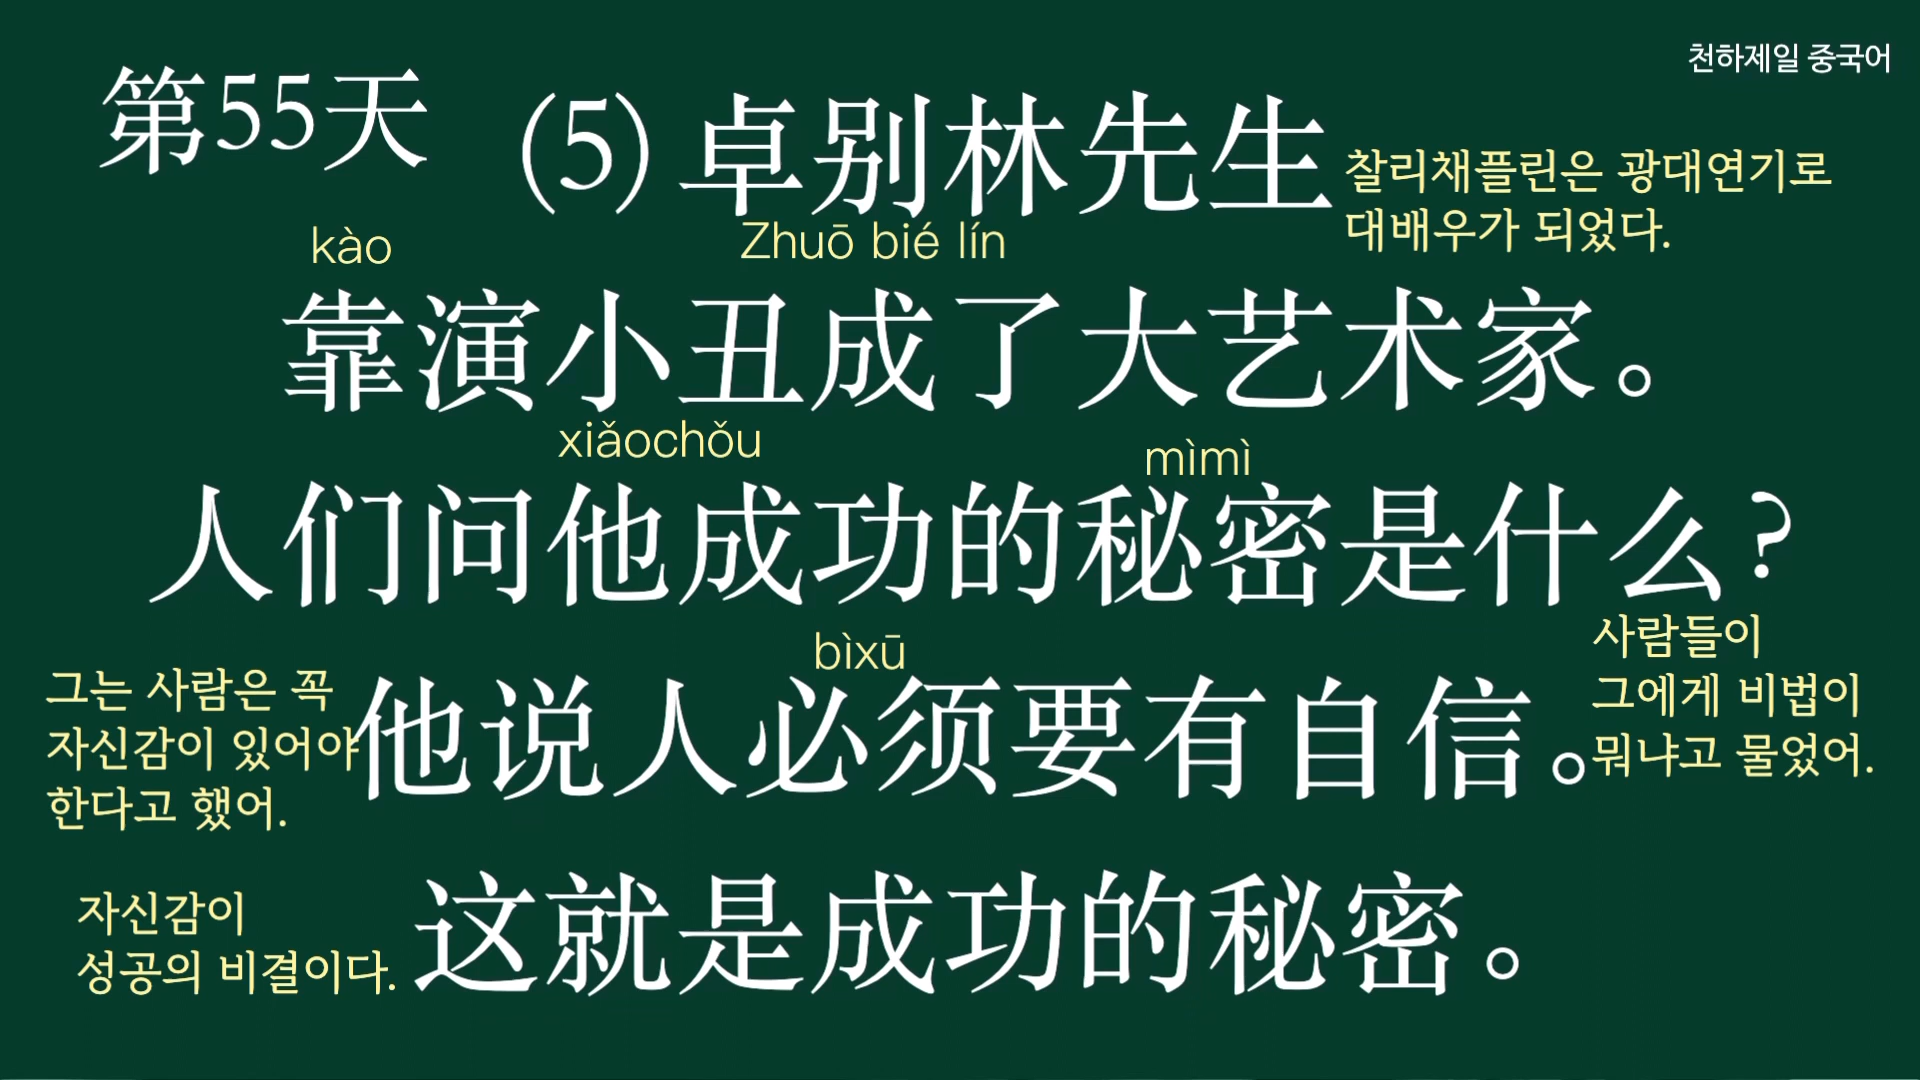 천하제일 중국어
第55天
(5) 卓别林先生
찰리채플린은 광대연기로
대배우가 되었다.
kào
Zhuō bié lín
靠演小丑成了大艺术家。
xiǎochǒu
mìmì
人们问他成功的秘密是什么?
사람들이
그에게 비법이
뭐냐고 물었어.
bìxū
他说人必须要有自信。
그는 사람은 꼭
자신감이 있어야
한다고 했어.
这就是成功的秘密。
자신감이
성공의 비결이다.